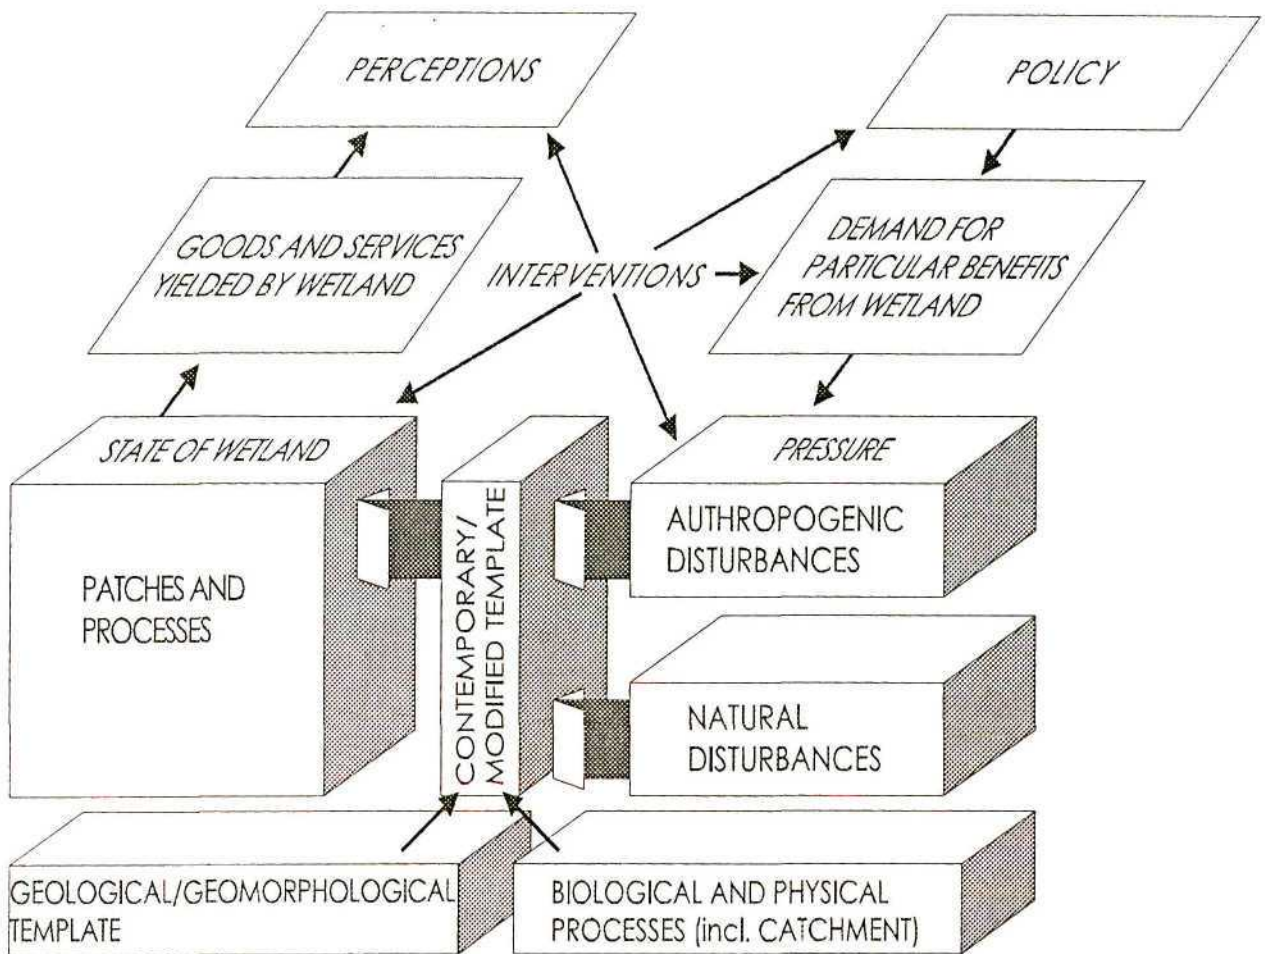 PERCEPTIONS
POLICY
GOODS AND SERVICES
YIELDED BY WETLAND
INTERVENTIONS
DEMAND FOR
PARTICULAR BENEFITS
FROM WETLAND
STATE OF WETLAND
PATCHES AND
PROCESSES
CONTEMPORARY/
MODIFIED TEMPLATE
PRESSURE
AUTHROPOGENIC
DISTURBANCES
NATURAL
DISTURBANCES
GEOLOGICAL/GEOMORPHOLOGICAL
TEMPLATE
BIOLOGICAL AND PHYSICAL
PROCESSES (incl. CATCHMENT)